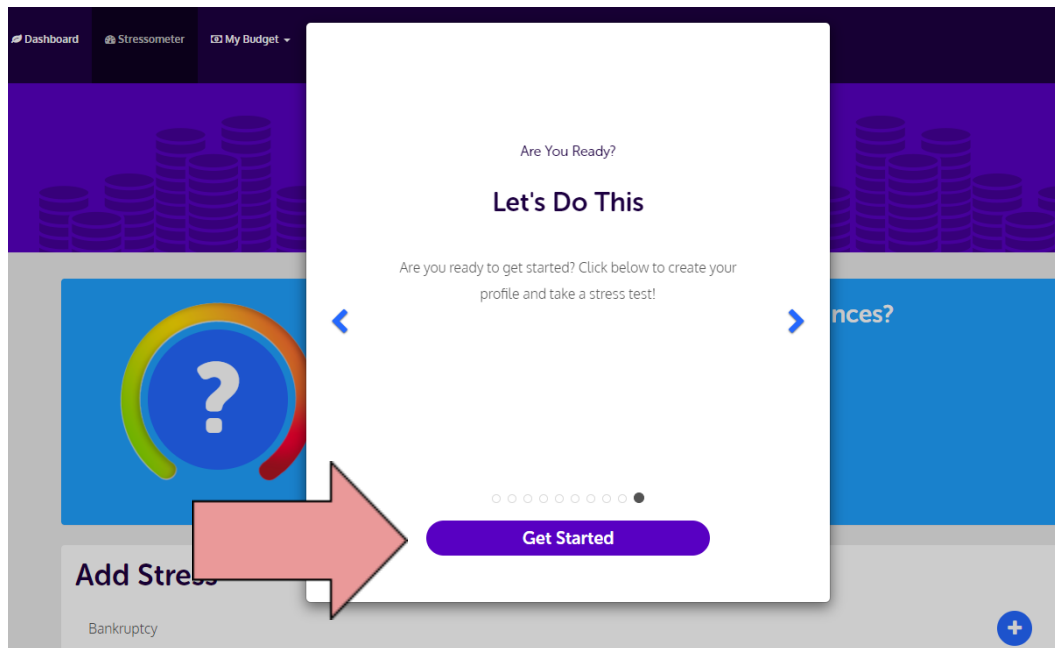 Dashboard
Stressometer
My Budget
Are You Ready?
Let's Do This
Are you ready to get started? Click below to create your
profile and take a stress test!
nces?
?
Get Started
Add Stress
Bankruptcy